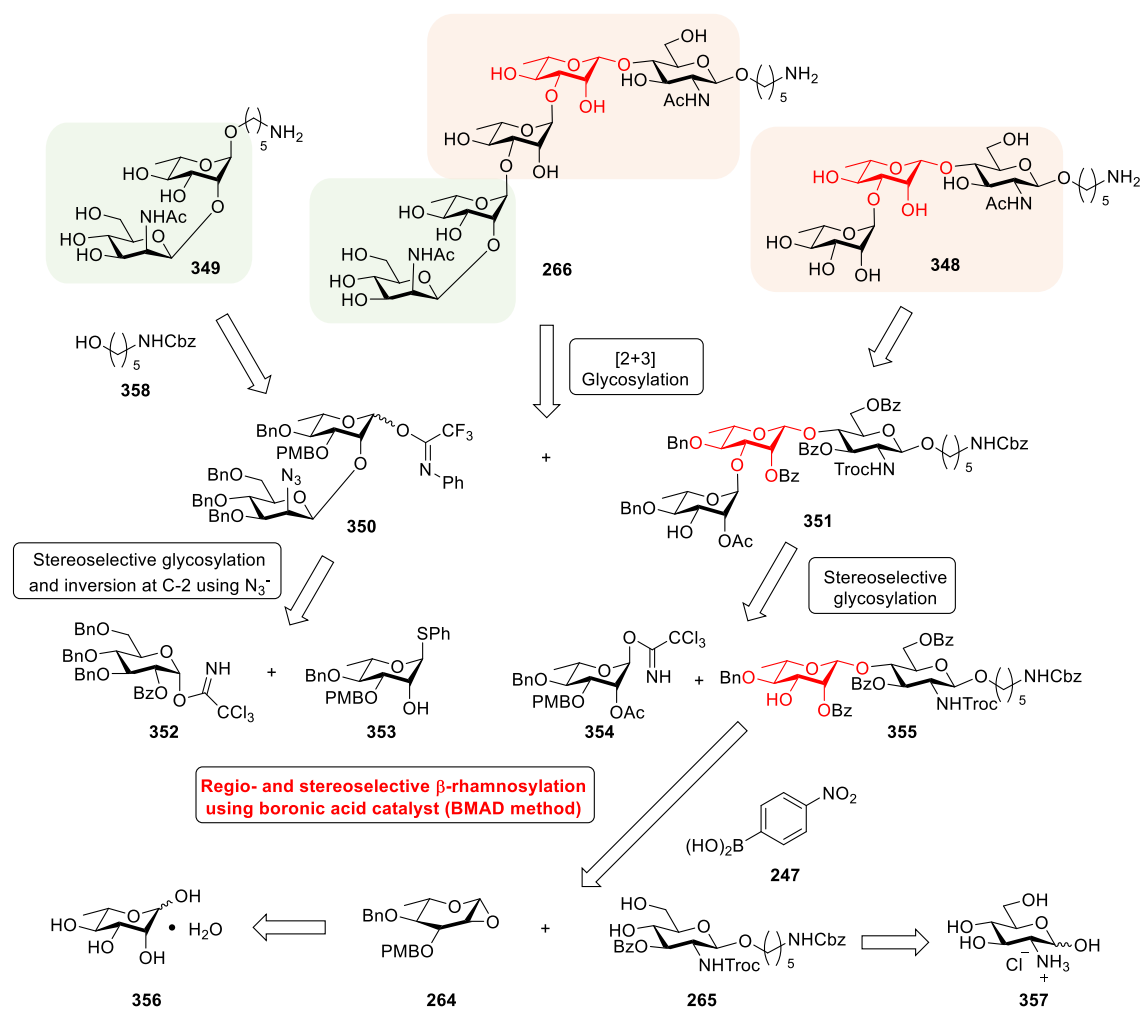 OH
O
O
HO
O
O
HO
O
NH2
5
OH
AcHN
O
HO
O
O
OH
O
NH2
5
O
HO
HO
O
HO
NHAc
O
HO
HO
O
349
O
HO
HO
O
HO
NHAc
O
HO
HO
O
266
OH
O
O
HO
O
O
HO
O
NH2
5
OH
AcHN
O
HO
HO
OH
348
HO
NHCbz
5
358
[2+3]
Glycosylation
O
BnO
PMBO
O
CF3
N
Ph
O
BnO
N3
O
BnO
BnO
350
+
OBz
O
O
BnO
O
O
BzO
O
NHCbz
5
OBz
TrocHN
O
BnO
HO
OAc
351
Stereoselective glycosylation
and inversion at C-2 using N3-
Stereoselective
glycosylation
BnO
O
BnO
BnO
BzO
O
NH
CCl3
352
+
SPh
O
BnO
PMBO
OH
353
O
CCl3
NH
O
BnO
PMBO
OAc
354
+
OBz
O
O
BnO
HO
O
BzO
O
NHCbz
5
OBz
NHTroc
355
Regio- and stereoselective β-rhamnosylation
using boronic acid catalyst (BMAD method)
NO2
(HO)2B
247
OH
O
HO
HO
OH
• H2O
356
O
BnO
PMBO
O
264
+
HO
O
HO
BzO
O
NHCbz
5
NHTroc
265
HO
O
HO
HO
OH
Cl-
NH3
+
357